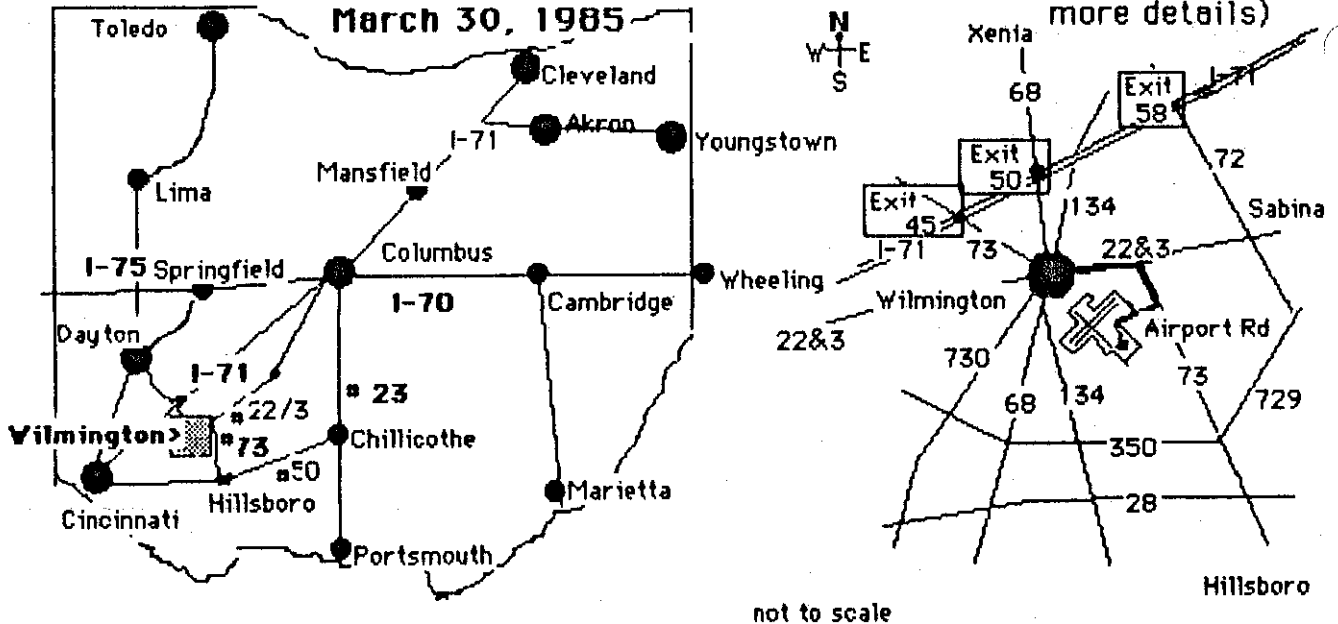 March 30, 1985
Toledo
Cleveland
I-71
Akron
Youngstown
Mansfield
Lima
Columbus
I-75
Springfield
I-70
Cambridge
Wheeling
Dayton
I-71
¤22/3
¤23
Wilmington>
¤73
¤50
Chillicothe
Hillsboro
Cincinnati
Marietta
Portsmouth
more details)
N
W E
S
Xenia
68
I-71
Exit
58
Exit
50
Exit
45
72
134
Sabina
I-71
73
22&3
Wilmington
22&3
Airport Rd
730
73
729
68
134
350
28
Hillsboro
not to scale